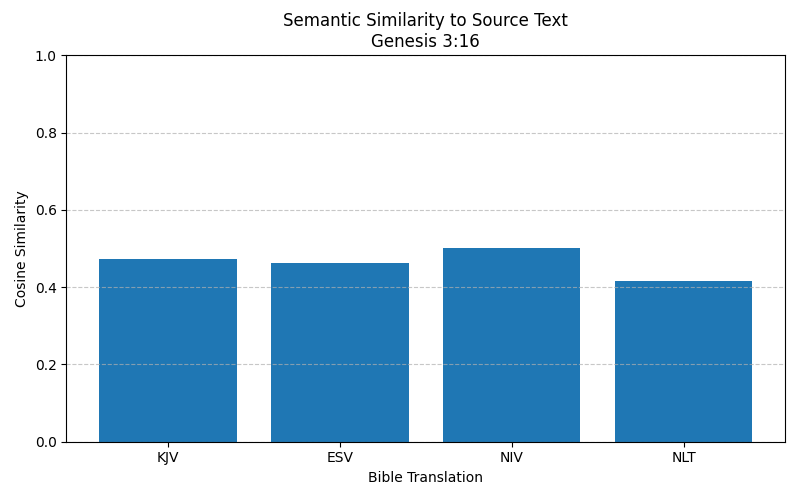 Semantic Similarity to Source Text
Genesis 3:16
1.0
0.8
0.6
0.4
0.2
0.0
Cosine Similarity
KJV ESV NIV NLT
Bible Translation